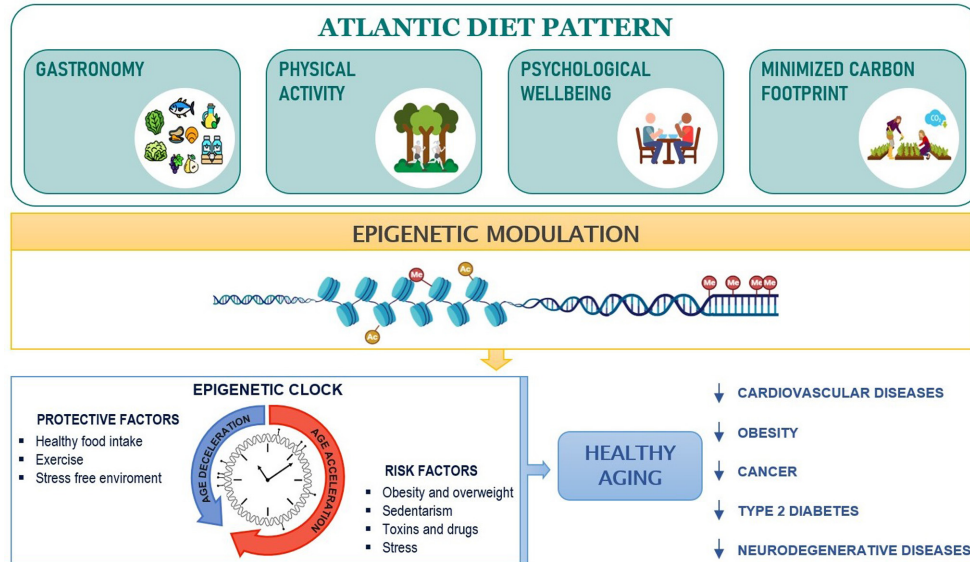 ATLANTIC DIET PATTERN
GASTRONOMY
PHYSICAL
ACTIVITY
PSYCHOLOGICAL
WELLBEING
MINIMIZED CARBON
FOOTPRINT
CO₂
EPIGENETIC MODULATION
Me
Ac
Ac
Me
Me
Me
Me
EPIGENETIC CLOCK
PROTECTIVE FACTORS
▪ Healthy food intake
▪ Exercise
▪ Stress free enviroment
AGE DECELERATION
AGE ACCELERATION
RISK FACTORS
▪ Obesity and overweight
▪ Sedentarism
▪ Toxins and drugs
▪ Stress
HEALTHY
AGING
↓ CARDIOVASCULAR DISEASES
↓ OBESITY
↓ CANCER
↓ TYPE 2 DIABETES
↓ NEURODEGENERATIVE DISEASES